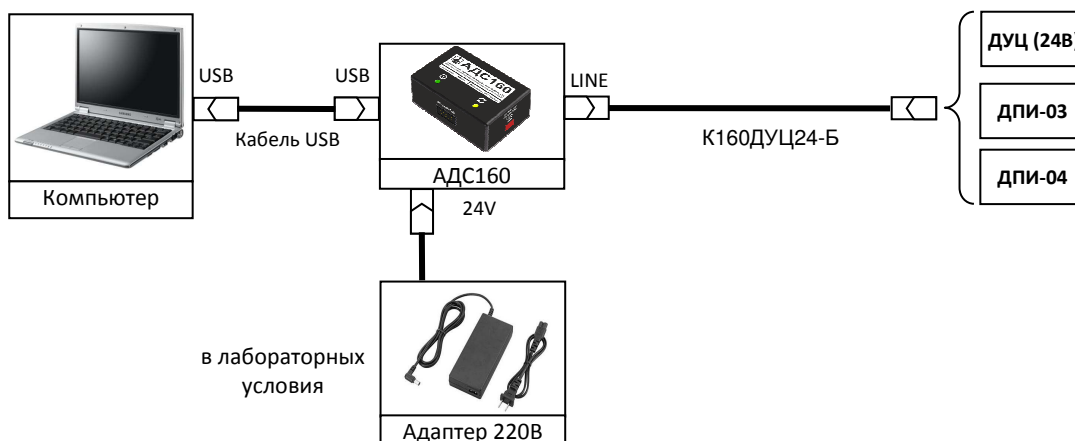 USB
Кабель USB
Компьютер
USB
АДС160
LINE
АДС160
24V
К160ДУЦ24-Б
ДУЦ (24В)
ДПИ-03
ДПИ-04
в лабораторных
условия
Адаптер 220В